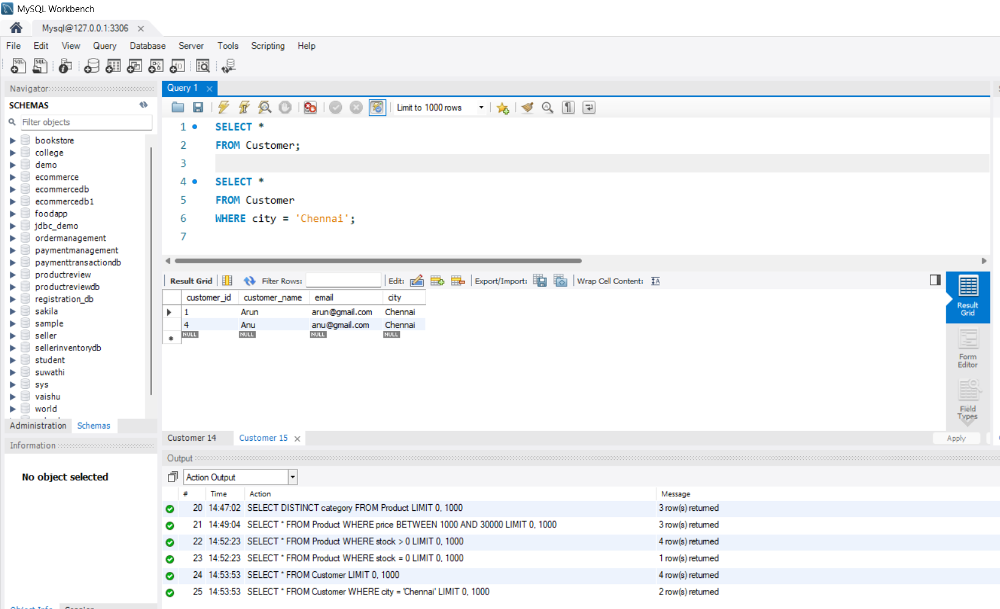 MySQL Workbench
Mysql@127.0.0.1:3306
File Edit View Query Database Server Tools Scripting Help
Navigator
SCHEMAS
Filter objects
bookstore
college
demo
ecommerce
ecommercedb
ecommercedb1
foodapp
jdbc_demo
ordermanagement
paymentmanagement
paymenttransactiondb
productreview
productreviewdb
registration_db
sakila
sample
seller
sellerinventorydb
student
suwathi
sys
vaishu
world
Administration Schemas
Information
No object selected
Query 1
Limit to 1000 rows
1 SELECT *
2 FROM Customer;
3
4 SELECT *
5 FROM Customer
6 WHERE city = 'Chennai';
7
Result Grid Filter Rows: Edit: Export/Import: Wrap Cell Content:
customer_id customer_name email city
1 Arun arun@gmail.com Chennai
4 Anu anu@gmail.com Chennai
NULL NULL NULL NULL
Result
Grid
Form
Editor
Field
Types
Customer 14 Customer 15 Apply
Output
Action Output
# Time Action Message
20 14:47:02 SELECT DISTINCT category FROM Product LIMIT 0, 1000 3 row(s) returned
21 14:49:04 SELECT * FROM Product WHERE price BETWEEN 1000 AND 30000 LIMIT 0, 1000 3 row(s) returned
22 14:52:23 SELECT * FROM Product WHERE stock > 0 LIMIT 0, 1000 4 row(s) returned
23 14:52:23 SELECT * FROM Product WHERE stock = 0 LIMIT 0, 1000 1 row(s) returned
24 14:53:53 SELECT * FROM Customer LIMIT 0, 1000 4 row(s) returned
25 14:53:53 SELECT * FROM Customer WHERE city = 'Chennai' LIMIT 0, 1000 2 row(s) returned
Object Info Session